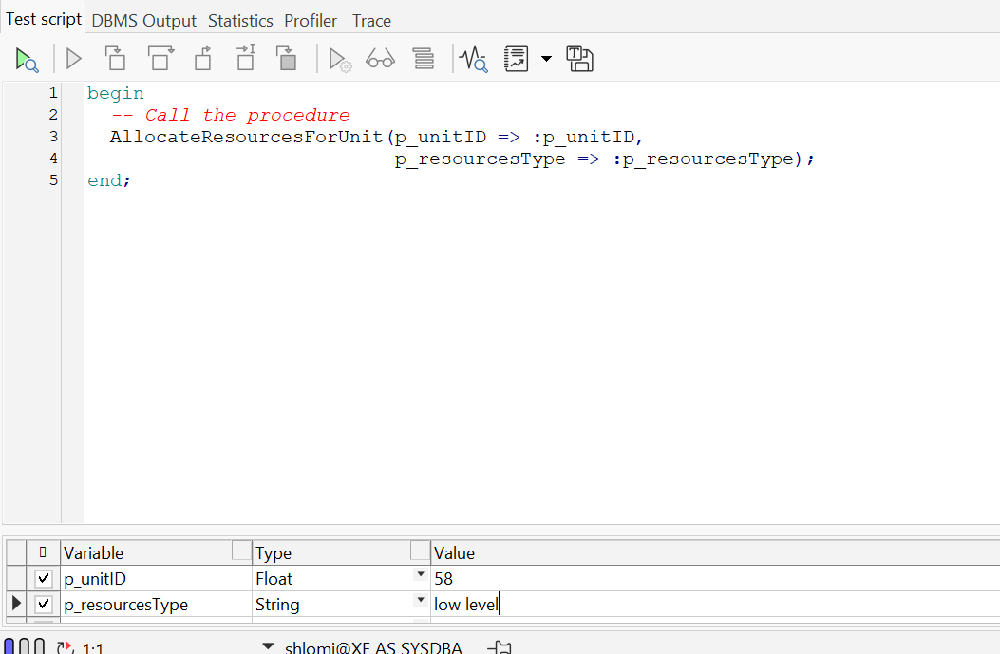 Test script DBMS Output Statistics Profiler Trace
1 begin
2 -- Call the procedure
3 AllocateResourcesForUnit(p_unitID => :p_unitID,
4 p_resourcesType => :p_resourcesType);
5 end;
Variable Type Value
p_unitID Float 58
p_resourcesType String low level
1:1 shlomi@XE AS SYSDBA